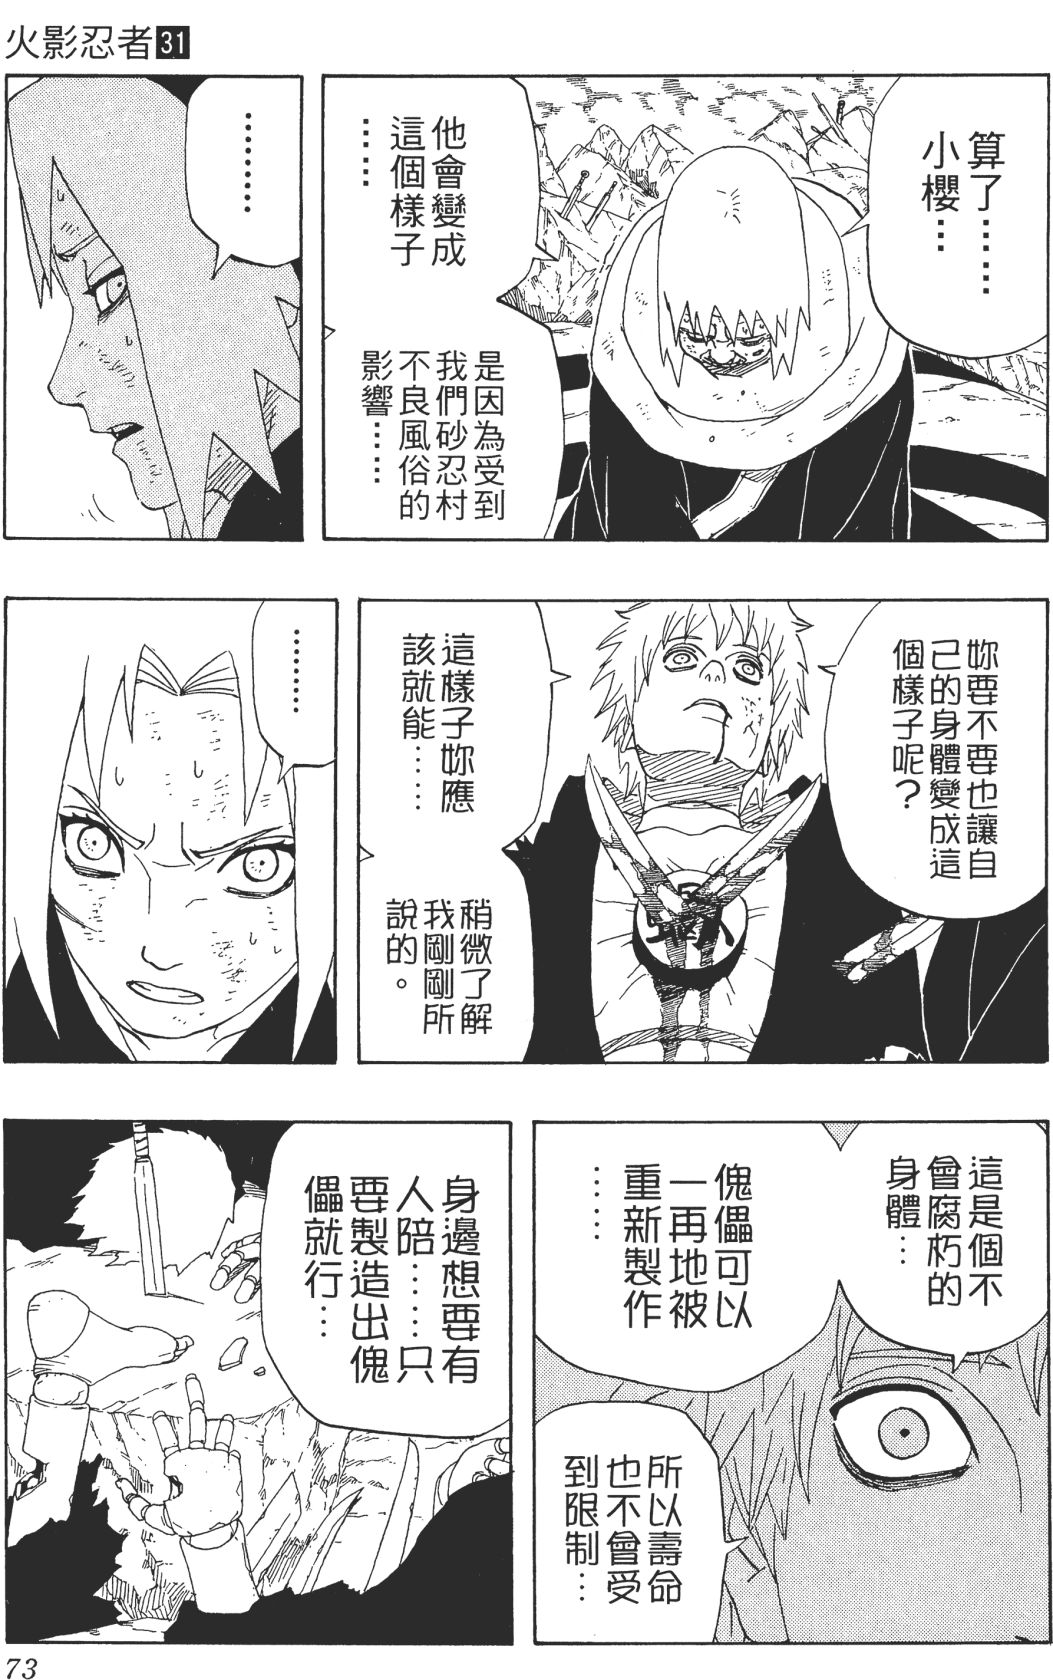 火影忍者31
算了……
小櫻…
他會變成
這個樣子
……
是因為受到
我們砂忍村
不良風俗的
影響……
………
妳要不要也讓自
己的身體變成這
個樣子呢？
這樣子妳應
該就能……
稍微了解
我剛剛所
說的。
………
這是個不
會腐朽的
身體…
傀儡可以
一再地被
重新製作
……
所以壽命
也不會受
到限制…
身邊想要有
人陪……只
要製造出傀
儡就行…
73